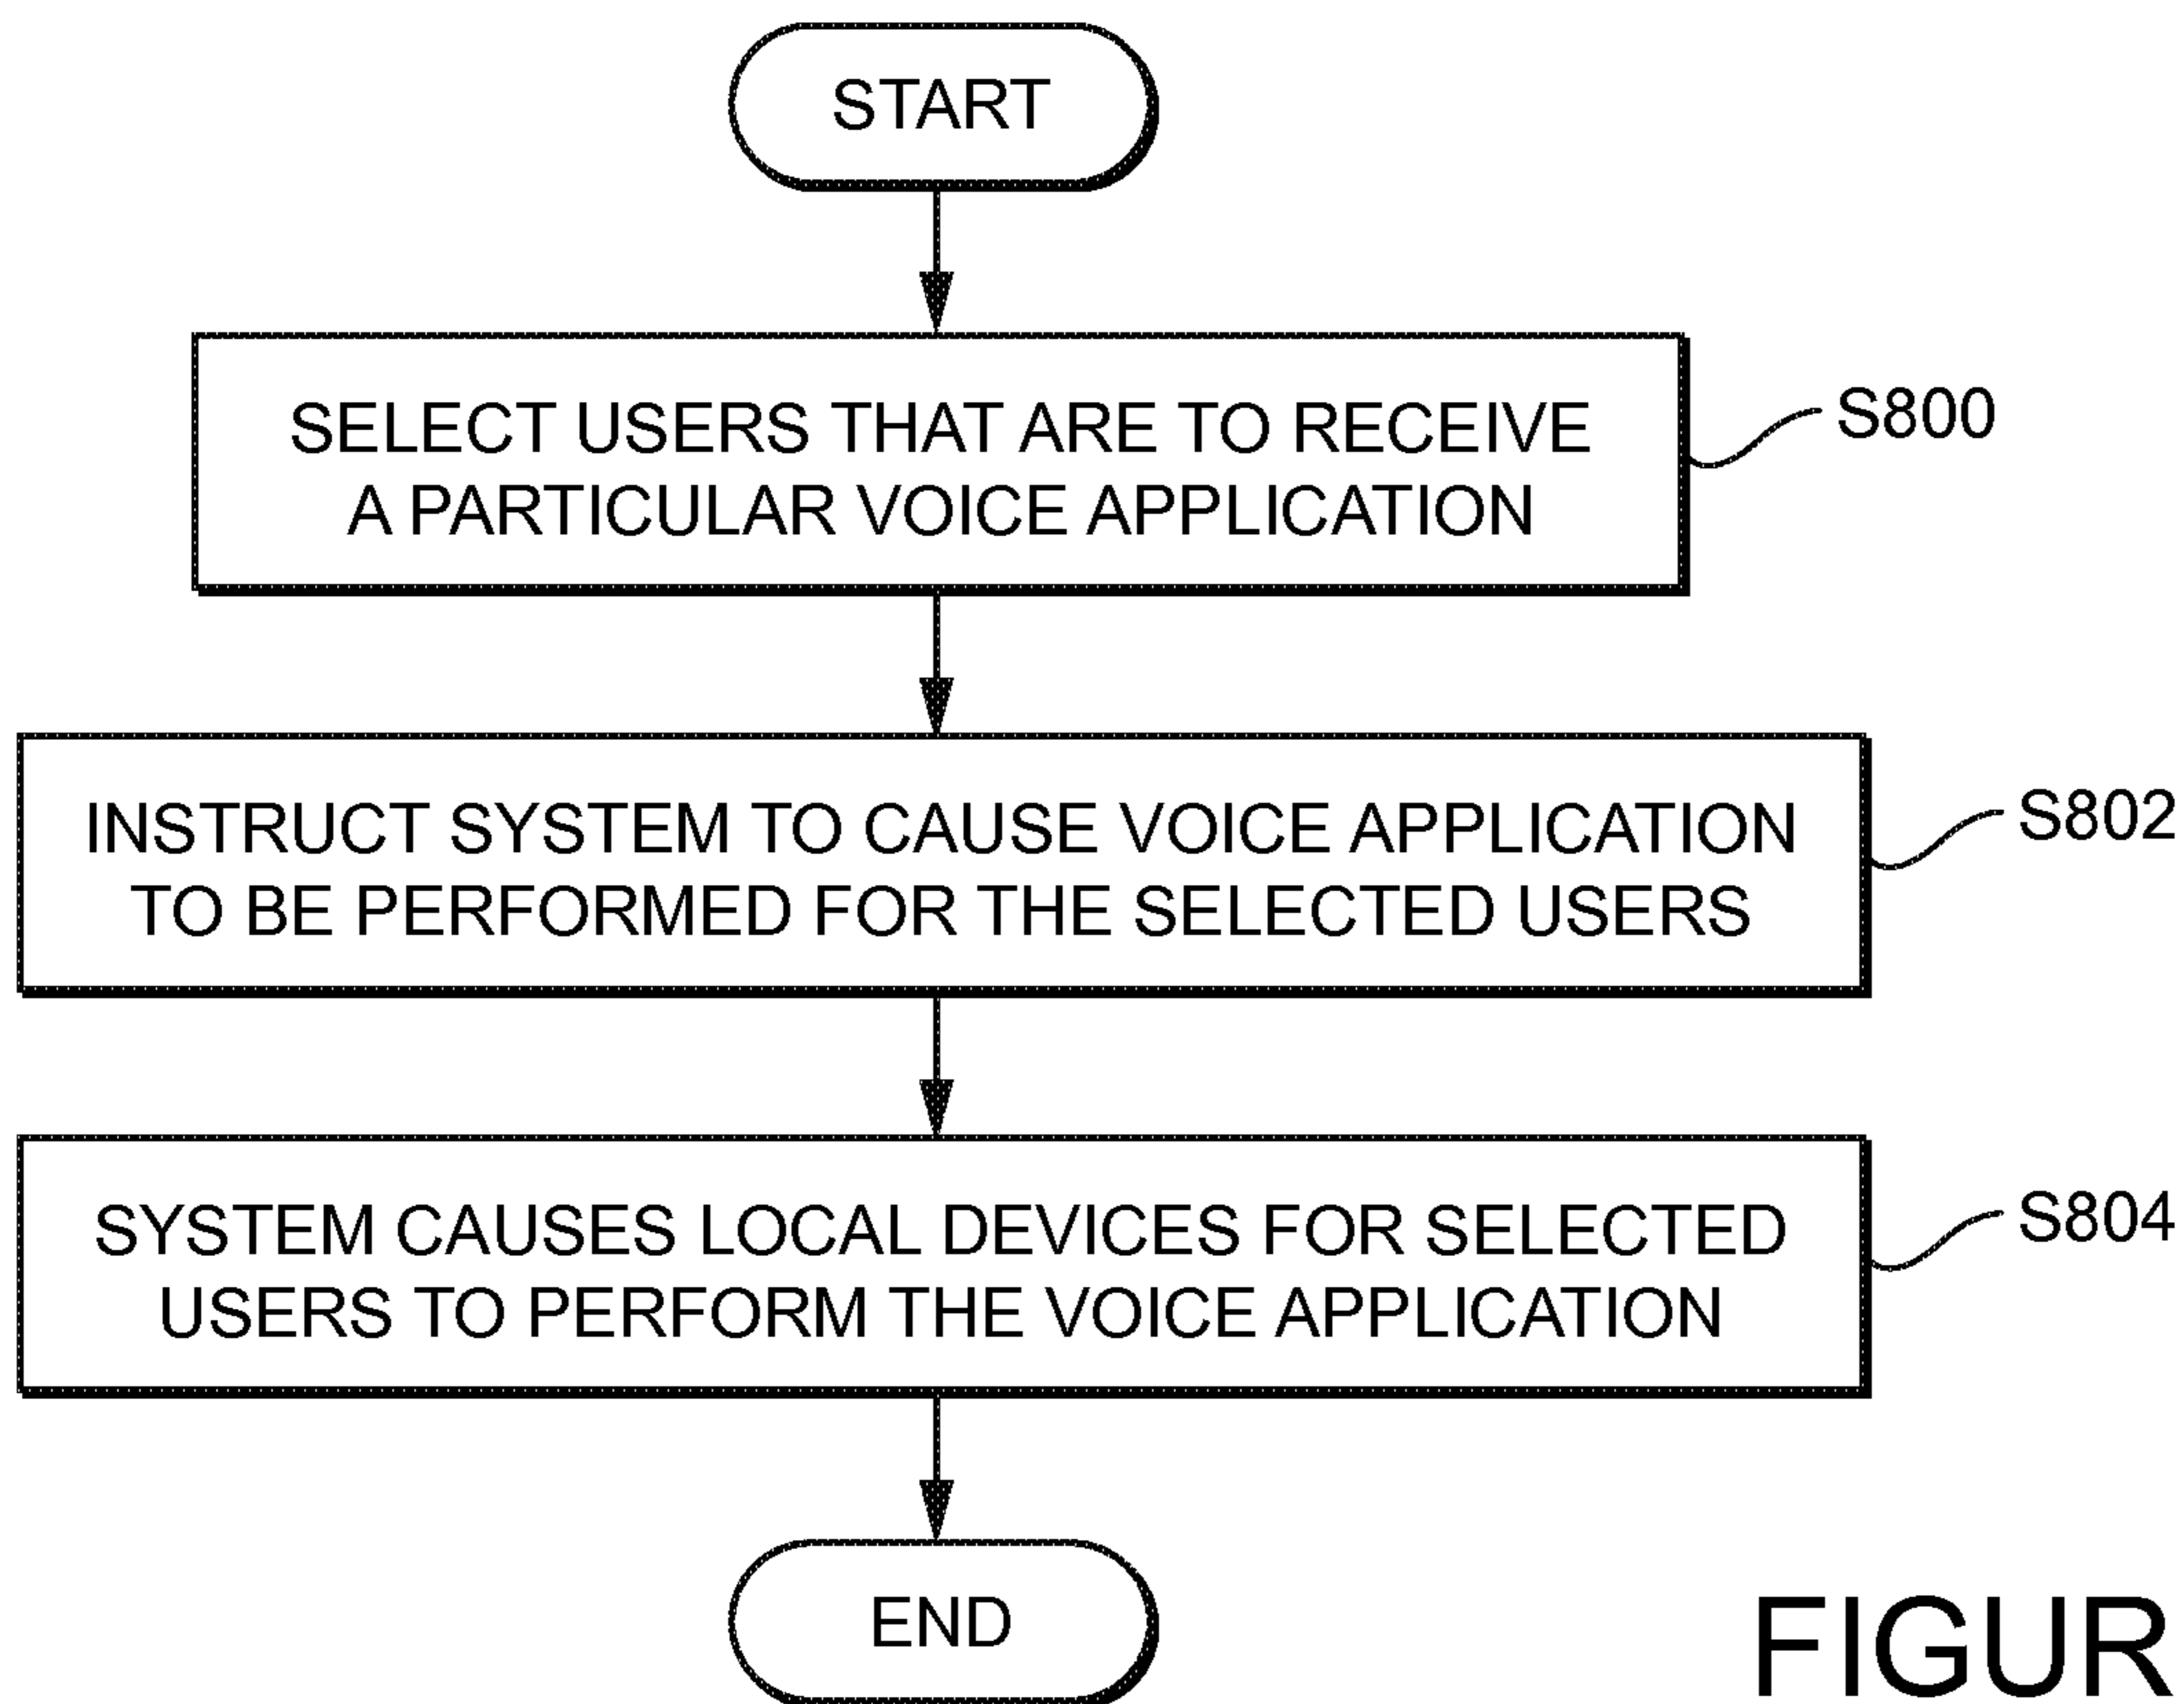 START
SELECT USERS THAT ARE TO RECEIVE
A PARTICULAR VOICE APPLICATION
S800
INSTRUCT SYSTEM TO CAUSE VOICE APPLICATION
TO BE PERFORMED FOR THE SELECTED USERS
S802
SYSTEM CAUSES LOCAL DEVICES FOR SELECTED
USERS TO PERFORM THE VOICE APPLICATION
S804
END
FIGUR